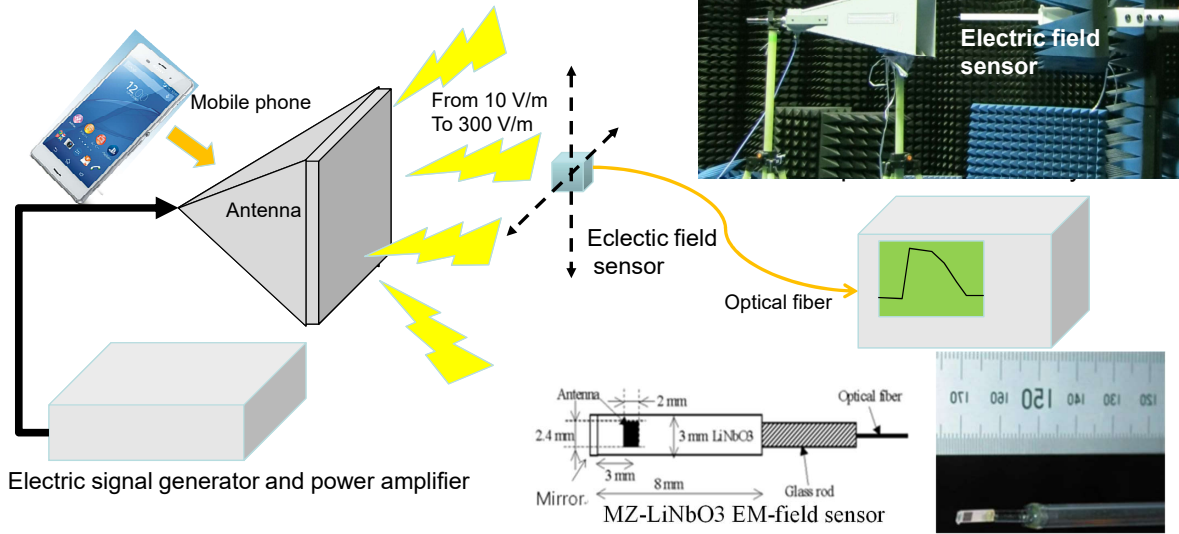 Mobile phone
From 10 V/m
To 300 V/m
Electric field
sensor
Antenna
Eclectic field
sensor
Optical fiber
Electric signal generator and power amplifier
Antenna
2 mm
Optical fiber
2.4 mm
3 mm LiNbO3
3 mm
8 mm
Glass rod
Mirror
MZ-LiNbO3 EM-field sensor
170 160 150 140 130 120